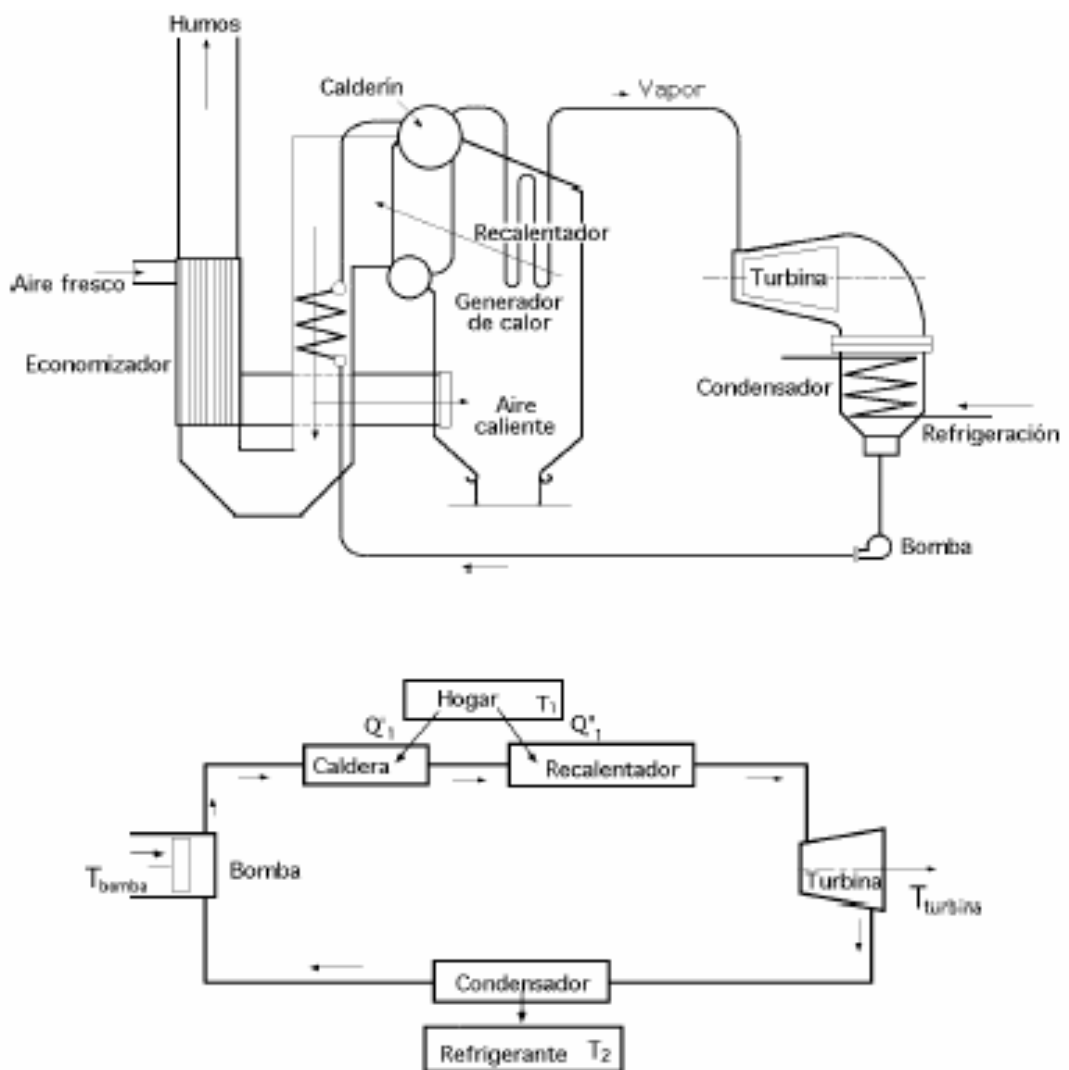 Humos
Calderín
Vapor
Recalentador
Aire fresco
Generador
de calor
Turbina
Economizador
Condensador
Aire
caliente
Refrigeración
Bomba
Hogar T1
Q'1 Q"1
Caldera
Recalentador
Tbomba
Bomba
Turbina
Tturbina
Condensador
Refrigerante T2